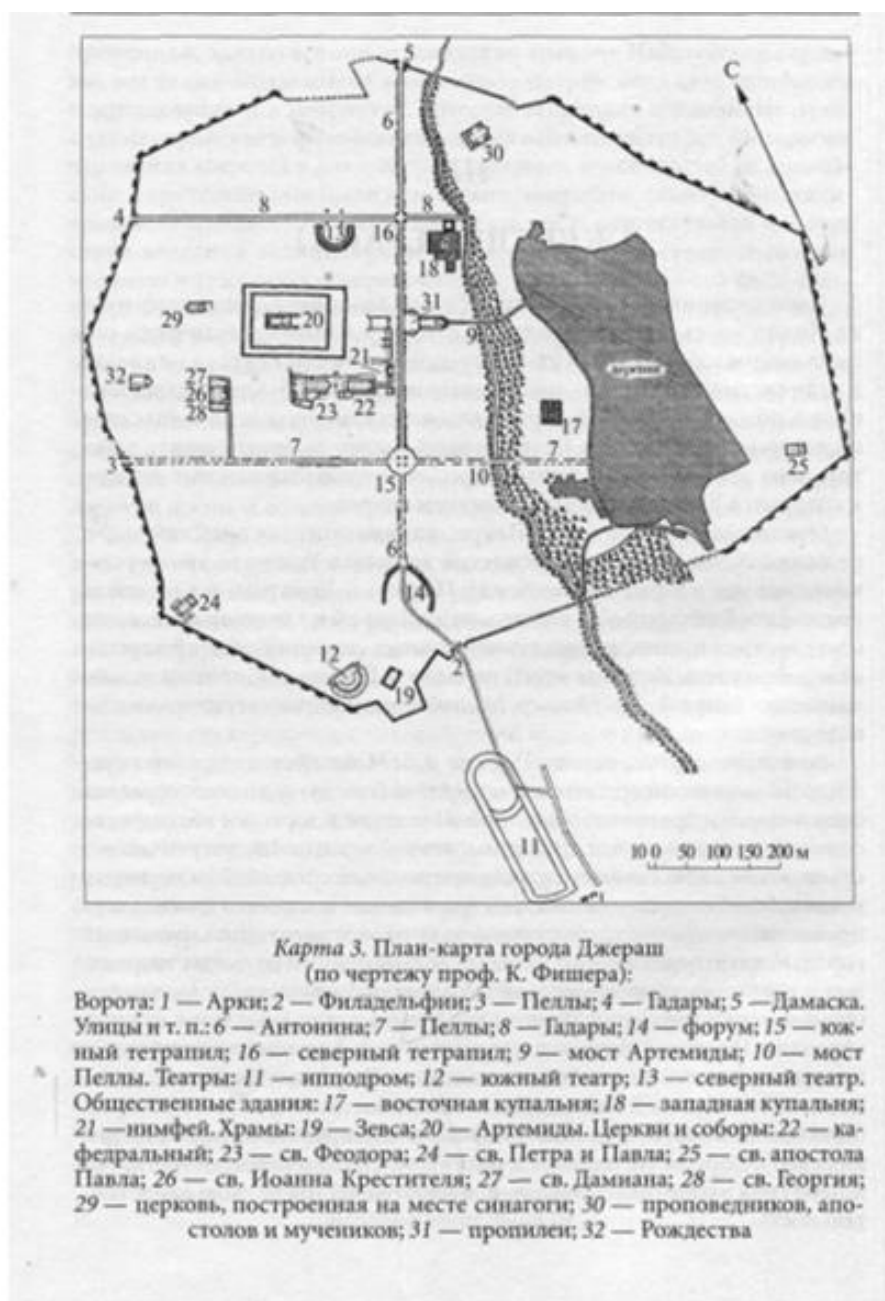 5
С
6
30
4
8
8
13
16
18
31
29
20
9
21
32
27
26
28
23
22
17
7
7
25
3
10
15
6
14
24
12
19
2
11
10 0 50 100 150 200 м
1
Карта 3. План-карта города Джераш
(по чертежу проф. К. Фишера):
Ворота: 1 — Арки; 2 — Филадельфии; 3 — Пеллы; 4 — Гадары; 5 —Дамаска.
Улицы и т. п.: 6 — Антонина; 7 — Пеллы; 8 — Гадары; 14 — форум; 15 — юж-
ный тетрапил; 16 — северный тетрапил; 9 — мост Артемиды; 10 — мост
Пеллы. Театры: 11 — ипподром; 12 — южный театр; 13 — северный театр.
Общественные здания: 17 — восточная купальня; 18 — западная купальня;
21 —нимфей. Храмы: 19 — Зевса; 20 — Артемиды. Церкви и соборы: 22 — ка-
федральный; 23 — св. Феодора; 24 — св. Петра и Павла; 25 — св. апостола
Павла; 26 — св. Иоанна Крестителя; 27 — св. Дамиана; 28 — св. Георгия;
29 — церковь, построенная на месте синагоги; 30 — проповедников, апо-
столов и мучеников; 31 — пропилеи; 32 — Рождества